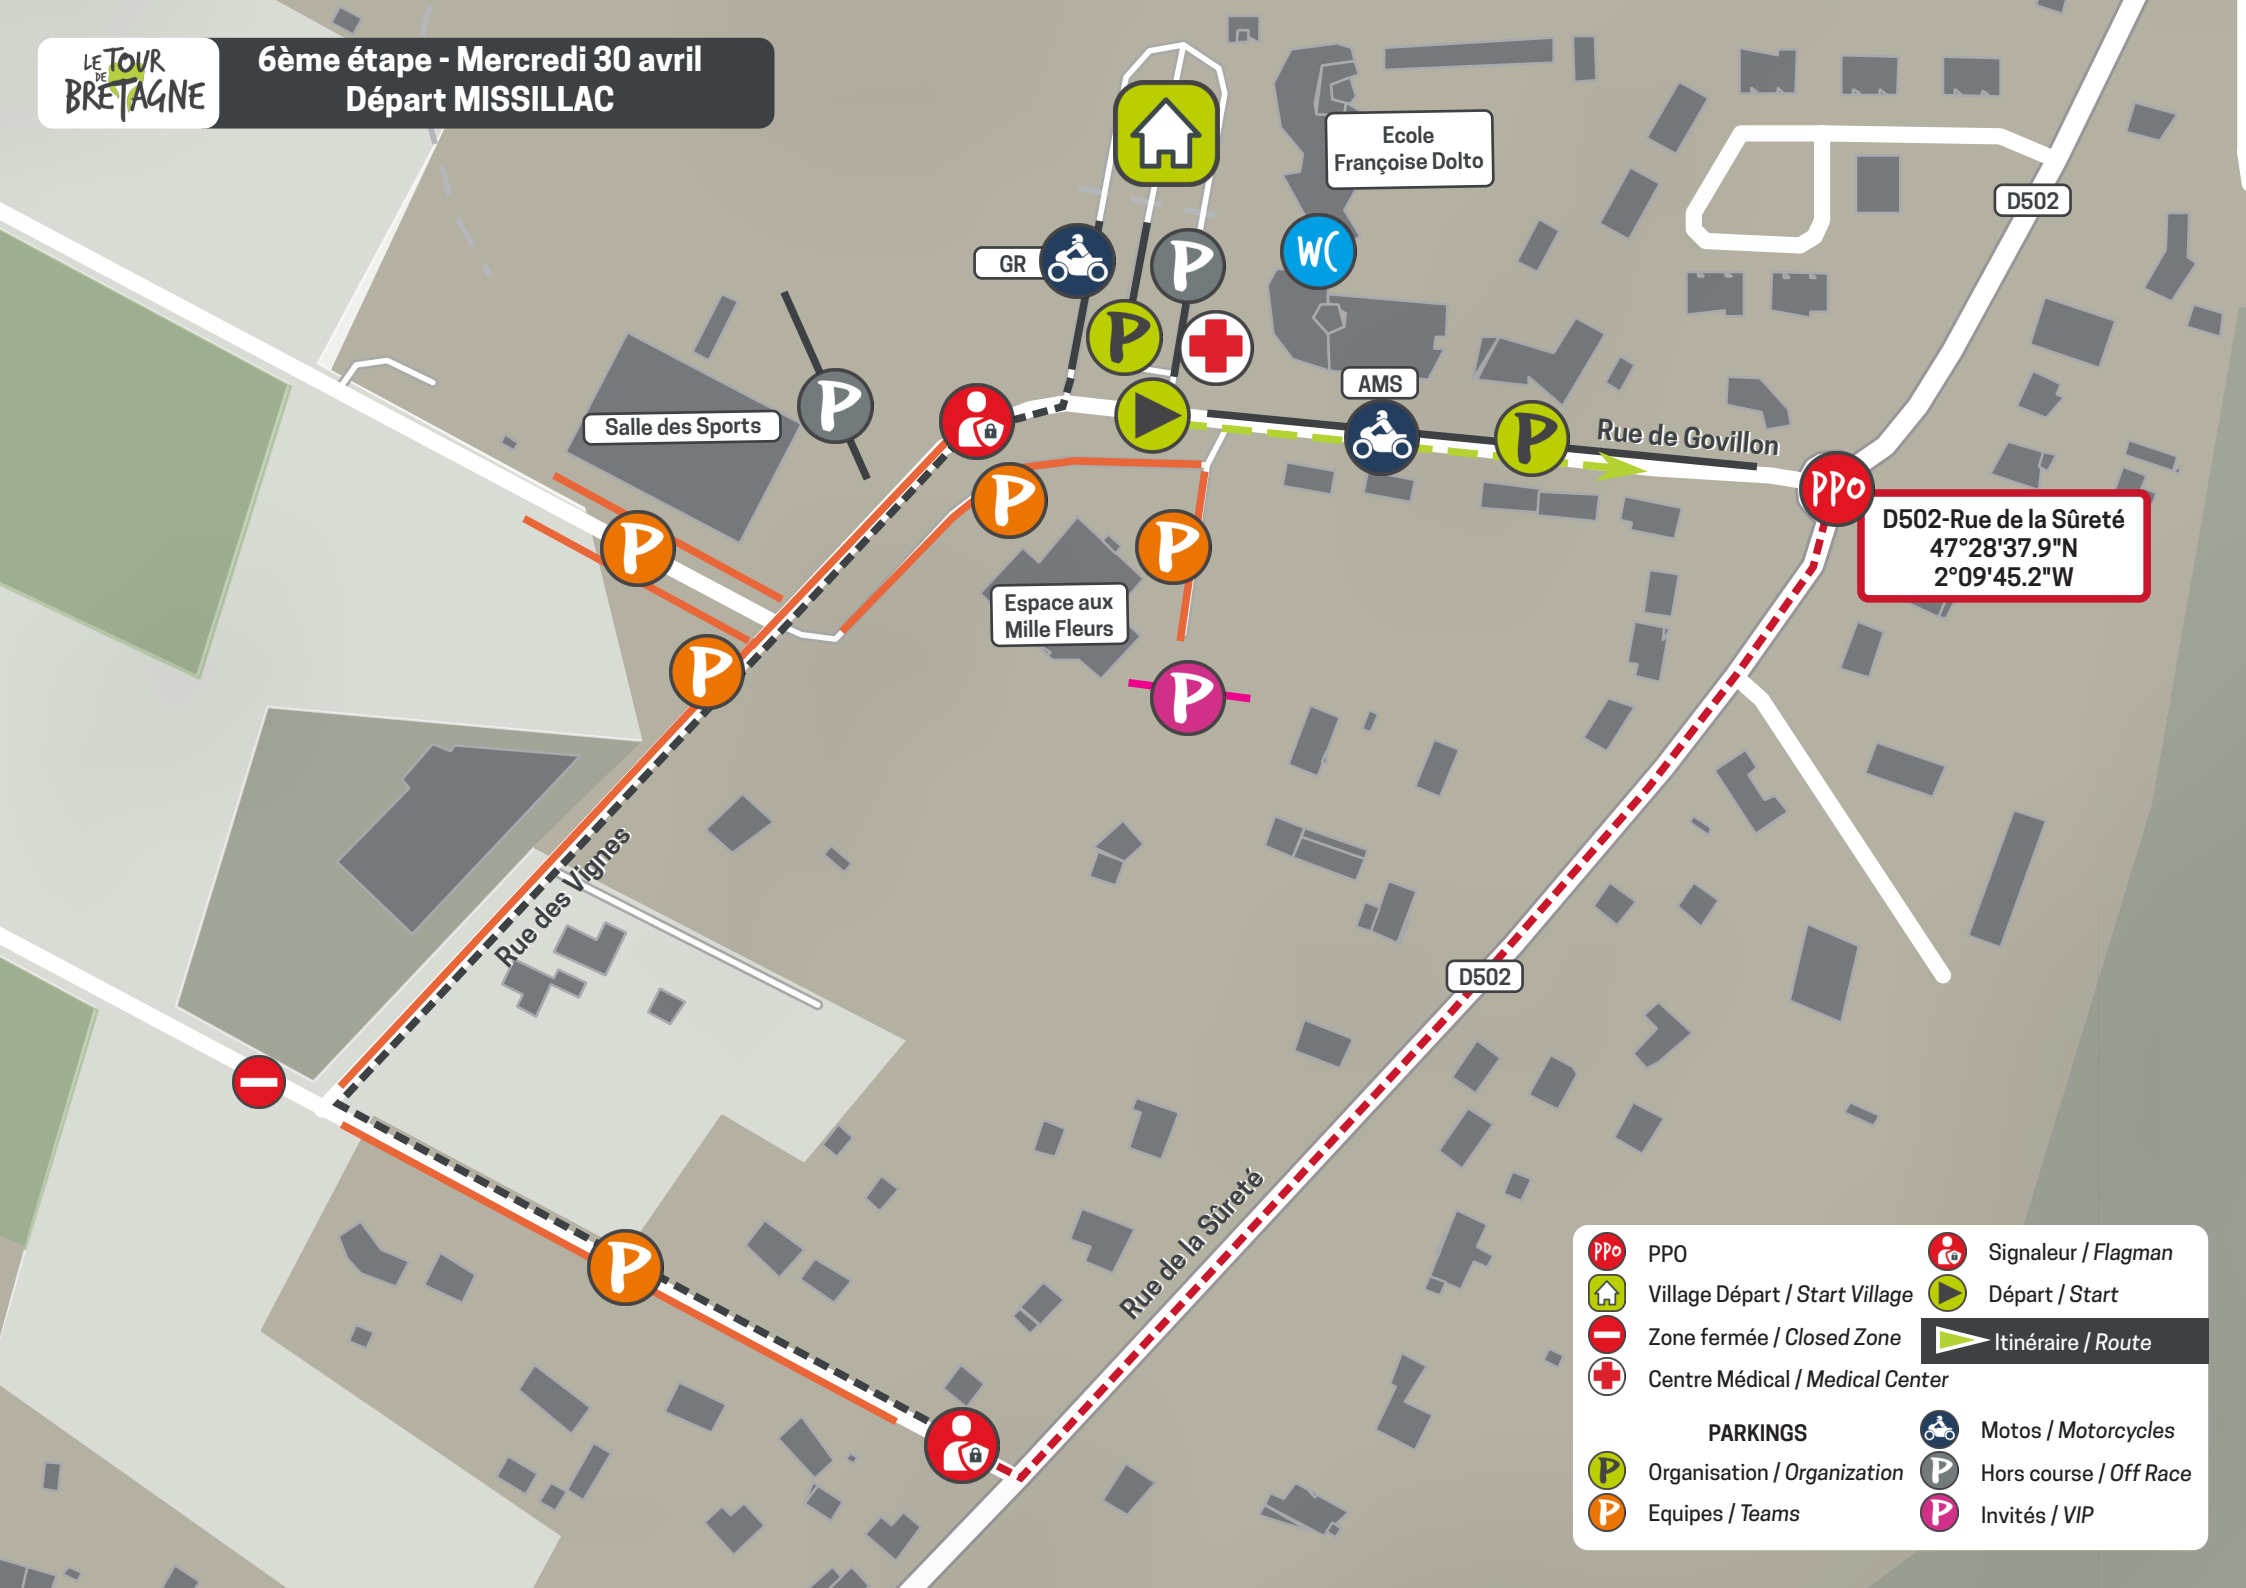 LE TOUR
DE
BRETAGNE
6ème étape - Mercredi 30 avril
Départ MISSILLAC
Ecole
Françoise Dolto
D502
GR
P
WC
P
AMS
P
Salle des Sports
P
Rue de Govillon
P
PPO
P
D502-Rue de la Sûreté
47°28'37.9"N
2°09'45.2"W
P
P
Espace aux
Mille Fleurs
P
P
Rue des Vignes
D502
Rue de la Sûreté
P
PPO PPO
Village Départ / Start Village
Zone fermée / Closed Zone
Centre Médical / Medical Center
Signaleur / Flagman
Départ / Start
Itinéraire / Route
PARKINGS
P Organisation / Organization
P Equipes / Teams
Motos / Motorcycles
P Hors course / Off Race
P Invités / VIP